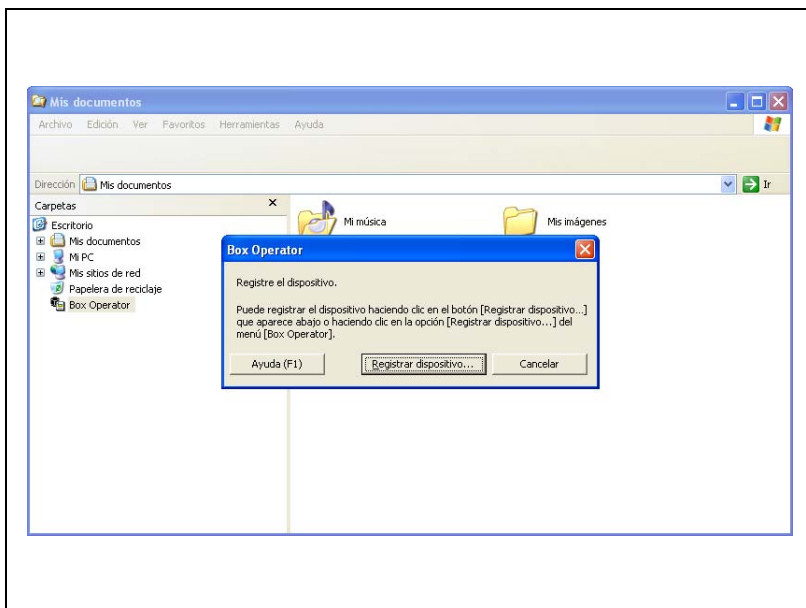 Mis documentos
Archivo Edición Ver Favoritos Herramientas Ayuda
Dirección Mis documentos Ir
Carpetas
Escritorio
Mis documentos
Mi PC
Mis sitios de red
Papelera de reciclaje
Box Operator
Mi música Mis imágenes
Box Operator
Registre el dispositivo.
Puede registrar el dispositivo haciendo clic en el botón [Registrar dispositivo...]
que aparece abajo o haciendo clic en la opción [Registrar dispositivo...] del
menú [Box Operator].
Ayuda (F1) Registrar dispositivo... Cancelar